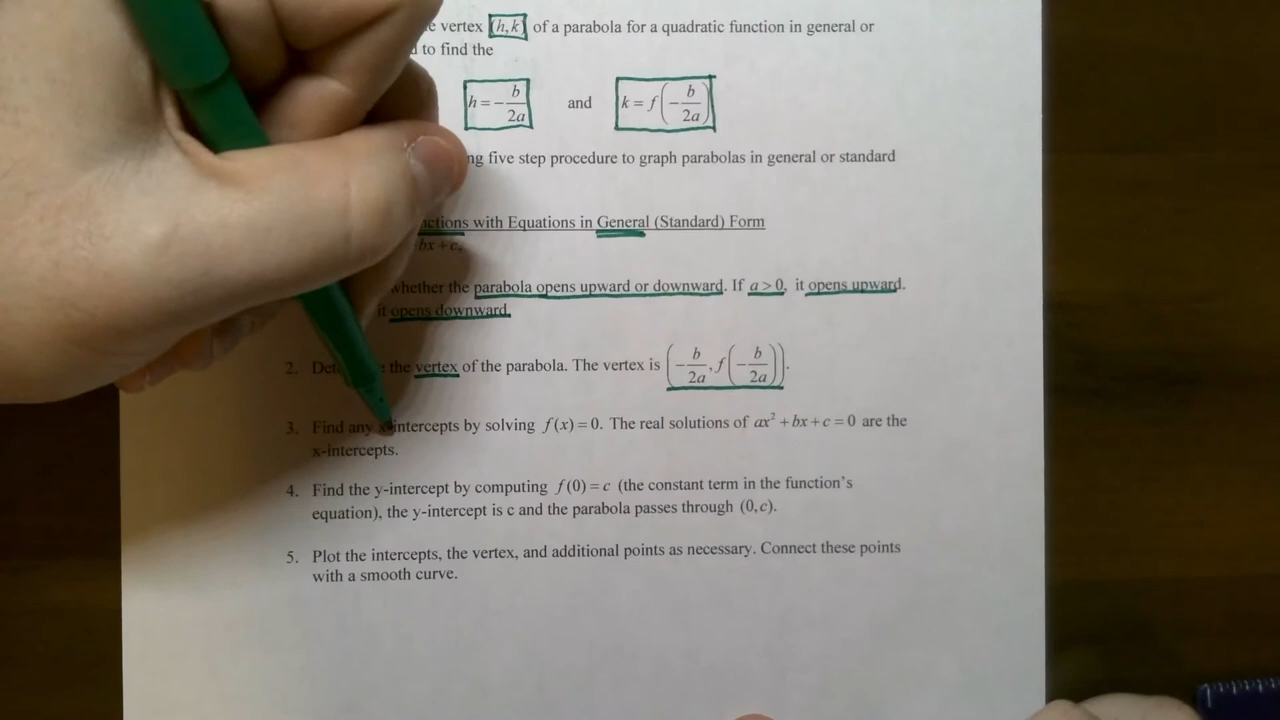 vertex (h,k) of a parabola for a quadratic function in general or
to find the
h = -b/2a and k = f(-b/2a)
five step procedure to graph parabolas in general or standard
with Equations in General (Standard) Form
bx + c.
whether the parabola opens upward or downward. If a > 0, it opens upward.
it opens downward.
2. the vertex of the parabola. The vertex is (-b/2a, f(-b/2a)).
3. Find any x-intercepts by solving f(x) = 0. The real solutions of ax² + bx + c = 0 are the
x-intercepts.
4. Find the y-intercept by computing f(0) = c (the constant term in the function's
equation), the y-intercept is c and the parabola passes through (0,c).
5. Plot the intercepts, the vertex, and additional points as necessary. Connect these points
with a smooth curve.